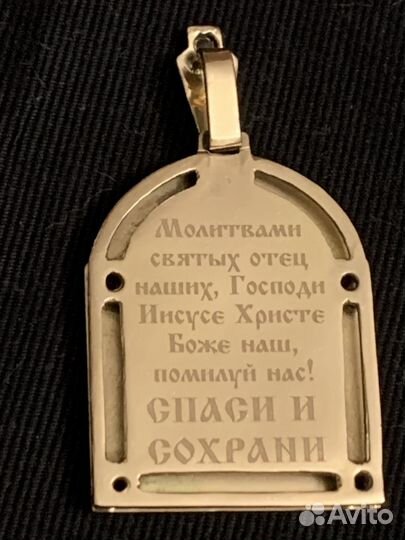 Молитвами
святых отец
наших, Господи
Иисусе Христе
Боже наш,
помилуй нас!
СПАСИ И
СОХРАНИ
Avito